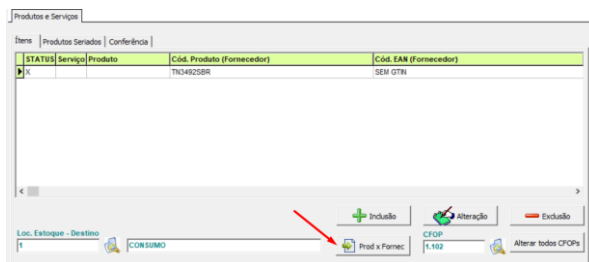 Produtos e Serviços
Ítens Produtos Seriados Conferência
STATUS Serviço Produto Cód. Produto (Fornecedor) Cód. EAN (Fornecedor)
X TN3492SBR SEM GTIN
Inclusão Alteração Exclusão
Loc. Estoque - Destino CFOP
1 CONSUMO Prod x Fornec 1.102 Alterar todos CFOPs